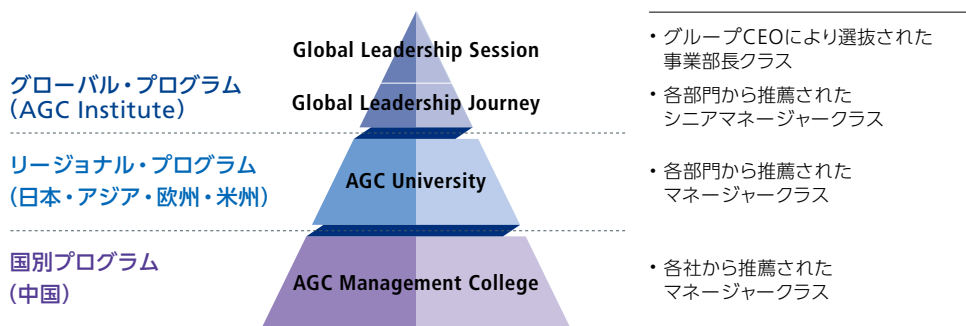 Global Leadership Session
・グループCEOにより選抜された
事業部長クラス
グローバル・プログラム
(AGC Institute)
Global Leadership Journey
・各部門から推薦された
シニアマネージャークラス
リージョナル・プログラム
(日本・アジア・欧州・米州)
AGC University
・各部門から推薦された
マネージャークラス
国別プログラム
(中国)
AGC Management College
・各社から推薦された
マネージャークラス